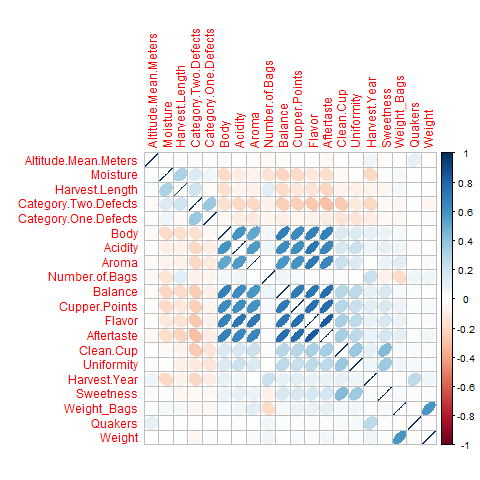 Altitude.Mean.Meters
Moisture
Harvest.Length
Category.Two.Defects
Category.One.Defects
Body
Acidity
Aroma
Number.of.Bags
Balance
Cupper.Points
Flavor
Aftertaste
Clean.Cup
Uniformity
Harvest.Year
Sweetness
Weight_Bags
Quakers
Weight
Altitude.Mean.Meters
Moisture
Harvest.Length
Category.Two.Defects
Category.One.Defects
Body
Acidity
Aroma
Number.of.Bags
Balance
Cupper.Points
Flavor
Aftertaste
Clean.Cup
Uniformity
Harvest.Year
Sweetness
Weight_Bags
Quakers
Weight
1
0.8
0.6
0.4
0.2
0
-0.2
-0.4
-0.6
-0.8
-1